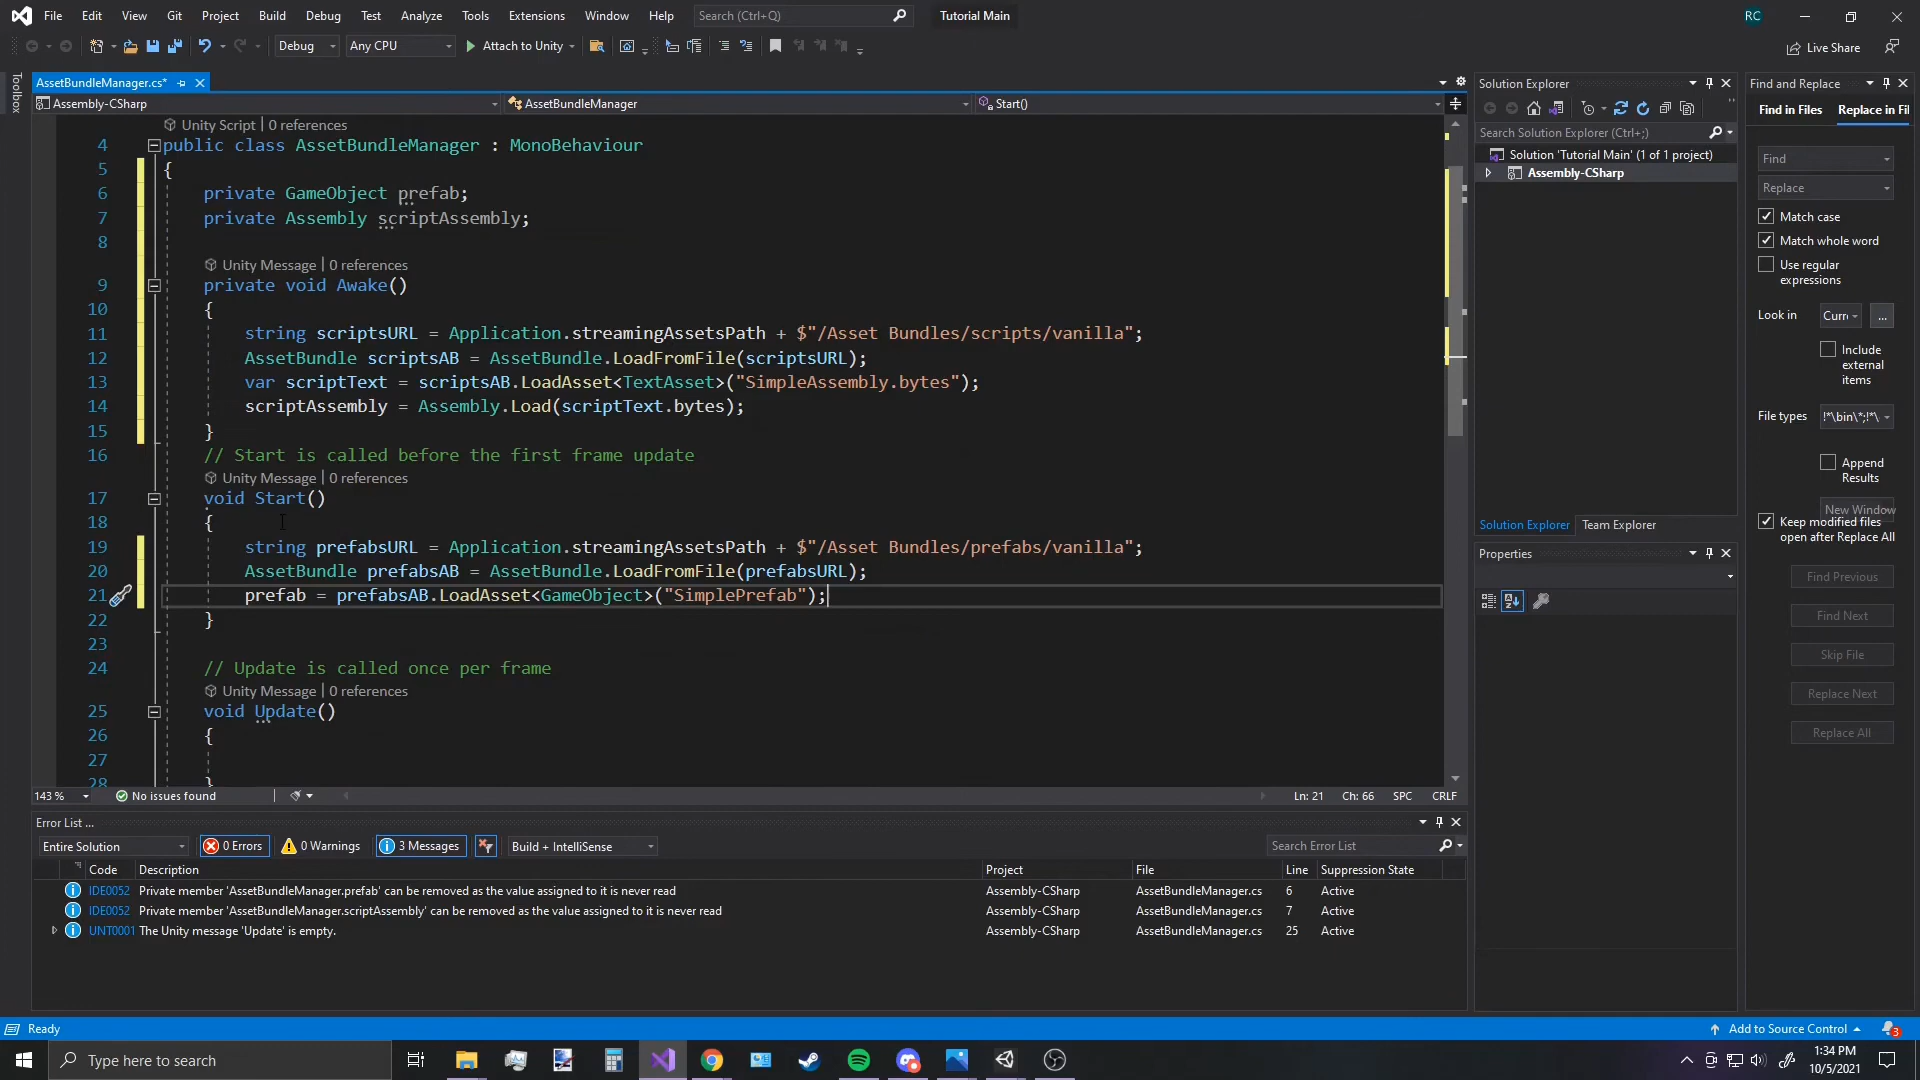 File Edit View Git Project Build Debug Test Analyze Tools Extensions Window Help Search (Ctrl+Q) Tutorial Main RC
Debug Any CPU Attach to Unity Live Share
Toolbox
AssetBundleManager.cs*
Assembly-CSharp AssetBundleManager Start()
Unity Script | 0 references
4 public class AssetBundleManager : MonoBehaviour
5 {
6 private GameObject prefab;
7 private Assembly scriptAssembly;
8
Unity Message | 0 references
9 private void Awake()
10 {
11 string scriptsURL = Application.streamingAssetsPath + $"/Asset Bundles/scripts/vanilla";
12 AssetBundle scriptsAB = AssetBundle.LoadFromFile(scriptsURL);
13 var scriptText = scriptsAB.LoadAsset<TextAsset>("SimpleAssembly.bytes");
14 scriptAssembly = Assembly.Load(scriptText.bytes);
15 }
16 // Start is called before the first frame update
Unity Message | 0 references
17 void Start()
18 {
19 string prefabsURL = Application.streamingAssetsPath + $"/Asset Bundles/prefabs/vanilla";
20 AssetBundle prefabsAB = AssetBundle.LoadFromFile(prefabsURL);
21 prefab = prefabsAB.LoadAsset<GameObject>("SimplePrefab");
22 }
23
24 // Update is called once per frame
Unity Message | 0 references
25 void Update()
26 {
27
28 }
143 % No issues found Ln: 21 Ch: 66 SPC CRLF
Error List ...
Entire Solution 0 Errors 0 Warnings 3 Messages Build + IntelliSense Search Error List
Code Description Project File Line Suppression State
IDE0052 Private member 'AssetBundleManager.prefab' can be removed as the value assigned to it is never read Assembly-CSharp AssetBundleManager.cs 6 Active
IDE0052 Private member 'AssetBundleManager.scriptAssembly' can be removed as the value assigned to it is never read Assembly-CSharp AssetBundleManager.cs 7 Active
UNT0001 The Unity message 'Update' is empty. Assembly-CSharp AssetBundleManager.cs 25 Active
Solution Explorer
Search Solution Explorer (Ctrl+;)
Solution 'Tutorial Main' (1 of 1 project)
Assembly-CSharp
Solution Explorer Team Explorer
Properties
Find and Replace
Find in Files Replace in Fil
Find
Replace
Match case
Match whole word
Use regular
expressions
Look in Curr ...
Include
external
items
File types !*\bin\*;!*\
Append
Results
New Window
Keep modified files
open after Replace All
Find Previous
Find Next
Skip File
Replace Next
Replace All
Ready Add to Source Control 3
Type here to search
1:34 PM
10/5/2021